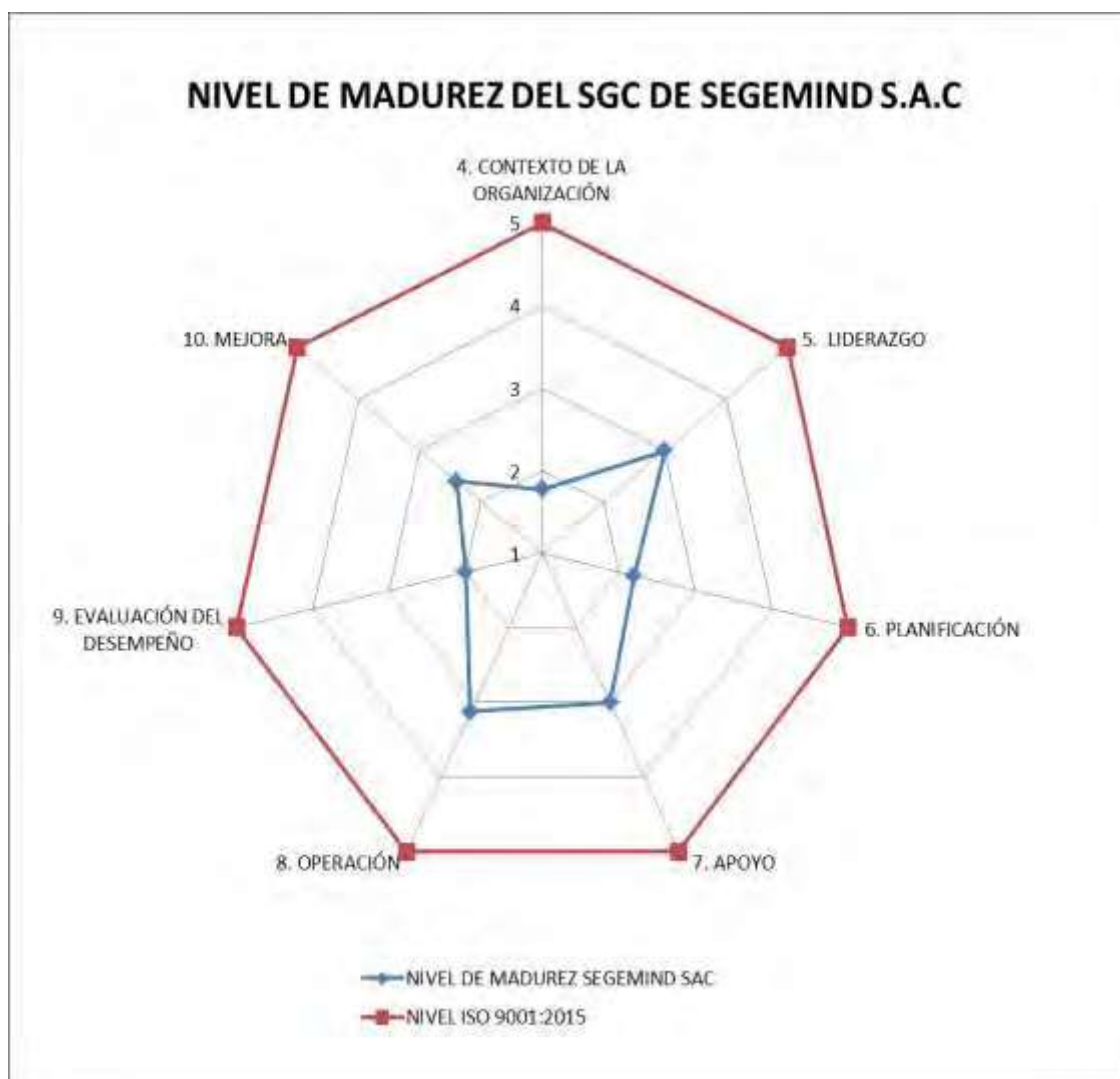 NIVEL DE MADUREZ DEL SGC DE SEGEMIND S.A.C
4. CONTEXTO DE LA
ORGANIZACIÓN
5
4
3
2
1
10. MEJORA
5. LIDERAZGO
9. EVALUACIÓN DEL
DESEMPEÑO
6. PLANIFICACIÓN
8. OPERACIÓN
7. APOYO
NIVEL DE MADUREZ SEGEMIND SAC
NIVEL ISO 9001:2015